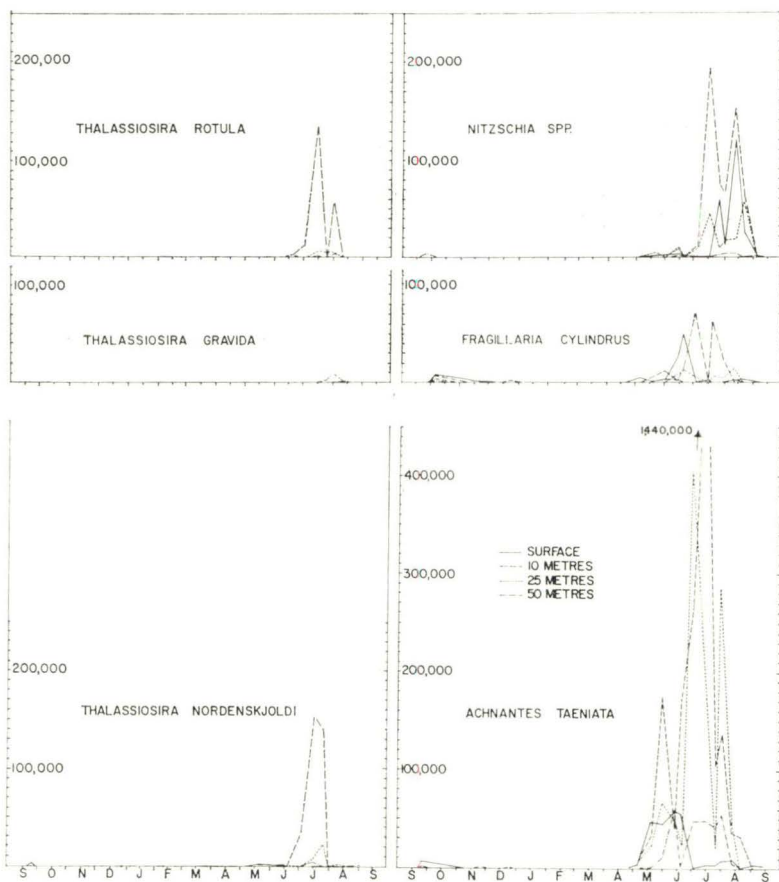 200,000
THALASSIOSIRA ROTULA
100,000
200,000
NITZSCHIA SPP.
100,000
100,000
THALASSIOSIRA GRAVIDA
100,000
FRAGILLARIA CYLINDRUS
200,000
THALASSIOSIRA NORDENSKJOLDI
100,000
S O N D J F M A M J J A S
1,440,000
400,000
SURFACE
10 METRES
25 METRES
50 METRES
300,000
200,000
ACHNANTES TAENIATA
100,000
S O N D J F M A M J J A S